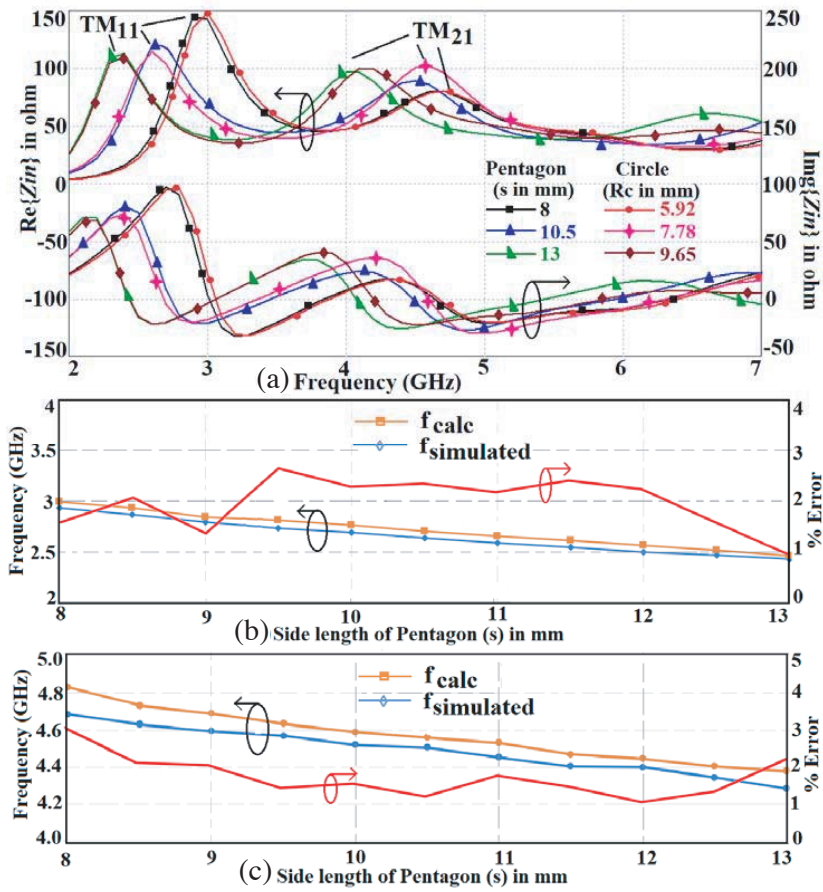 Re{Zin} in ohm
150
100
50
0
-50
-100
-150
250
200
150
100
50
0
-50
Img{Zin} in ohm
TM11
TM21
Pentagon
(s in mm)
8
10.5
13
Circle
(Rc in mm)
5.92
7.78
9.65
2 3 4 5 6 7
(a) Frequency (GHz)
Frequency (GHz)
4
3.5
3
2.5
2
4
3
2
1
0
% Error
f calc
f simulated
8 9 10 11 12 13
(b) Side length of Pentagon (s) in mm
Frequency (GHz)
5.0
4.8
4.6
4.4
4.2
4.0
5
4
3
2
1
0
% Error
f calc
f simulated
8 9 10 11 12 13
(c) Side length of Pentagon (s) in mm